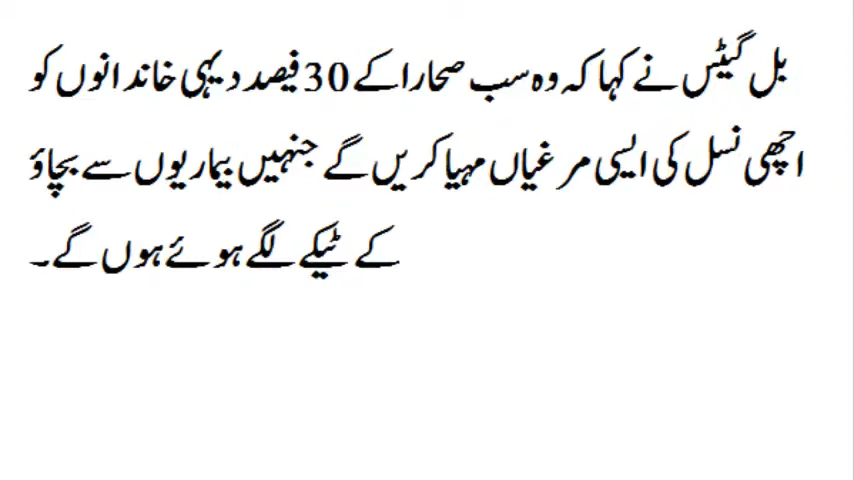 بل گیٹس نے کہا کہ وہ سب صحارا کے 30 فیصد دیہی خاندانوں کو
اچھی نسل کی ایسی مرغیاں مہیا کریں گے جنہیں بیماریوں سے بچاؤ
کے ٹیکے لگے ہوئے ہوں گے۔